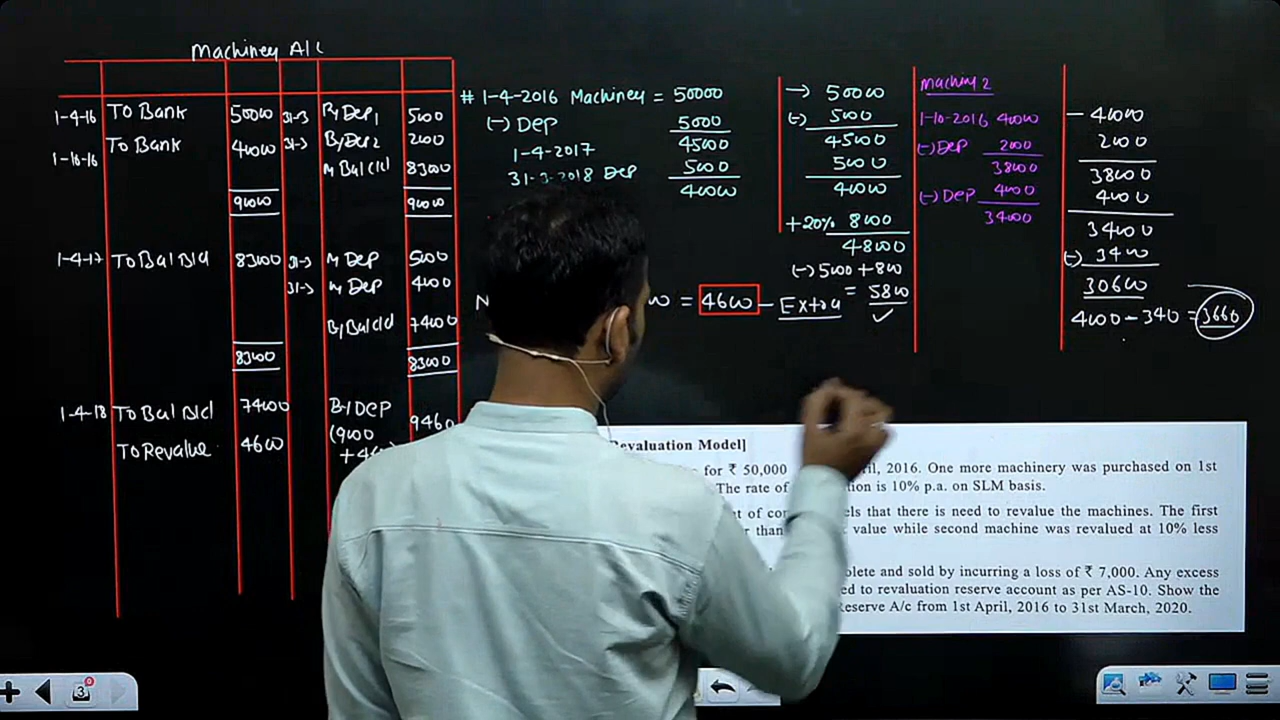 Machiney A/C
1-4-16 To Bank 50000 31-3 By Dep1 5000
1-10-16 To Bank 40000 31-3 By Dep2 2000
By Bal C/d 83000
90000 90000
1-4-17 To Bal B/d 83000 31-3 By Dep 5000
31-3 By Dep 4000
By Bal C/d 74000
83000 83000
1-4-18 To Bal B/d 74000 By Dep 9460
To Revalue 4600 (9000
+46
# 1-4-2016 Machiney = 50000
(-) Dep 5000
1-4-2017 45000
31-3-2018 Dep 5000
40000
= 4600 - Extra
→ 50000
(-) 5000
45000
5000
40000
+20% 8000
48000
(-) 5000 + 800
= 5800
Machiny 2
1-10-2016 40000
(-) Dep 2000
38000
(-) Dep 4000
34000
- 40000
2000
38000
4000
34000
(-) 3400
30600
4000 - 340 = 3660
Revaluation Model]
for ₹ 50,000 il, 2016. One more machinery was purchased on 1st
The rate of tion is 10% p.a. on SLM basis.
nt of co els that there is need to revalue the machines. The first
r than value while second machine was revalued at 10% less
olete and sold by incurring a loss of ₹ 7,000. Any excess
ed to revaluation reserve account as per AS-10. Show the
eserve A/c from 1st April, 2016 to 31st March, 2020.
3
0